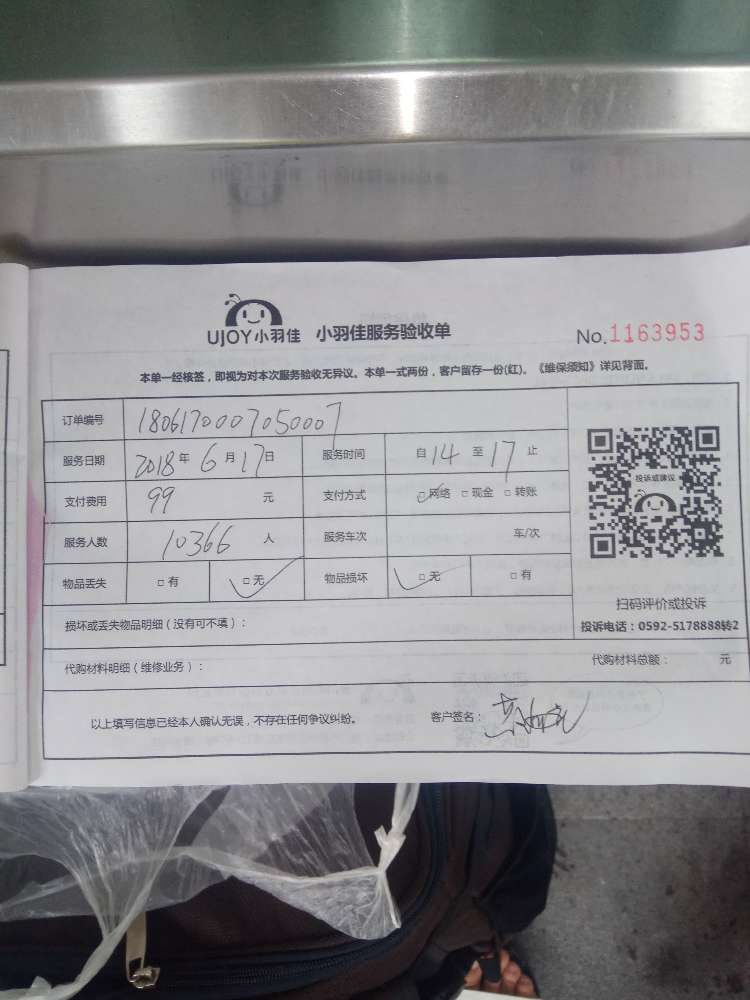 UJOY小羽佳 小羽佳服务验收单 No.1163953
本单一经核签，即视为对本次服务验收无异议。本单一式两份，客户留存一份(红)。《维保须知》详见背面。
订单编号 1806170007050007
服务日期 2018年6月17日 服务时间 自14至17止
支付费用 99 元 支付方式 □网络 □现金 □转账
服务人数 10366 人 服务车次 车/次
物品丢失 □有 □无 物品损坏 □无 □有
投诉或建议
扫码评价或投诉
投诉电话：0592-5178888转2
损坏或丢失物品明细（没有可不填）：
代购材料明细（维修业务）： 代购材料总额： 元
以上填写信息已经本人确认无误，不存在任何争议纠纷。 客户签名：